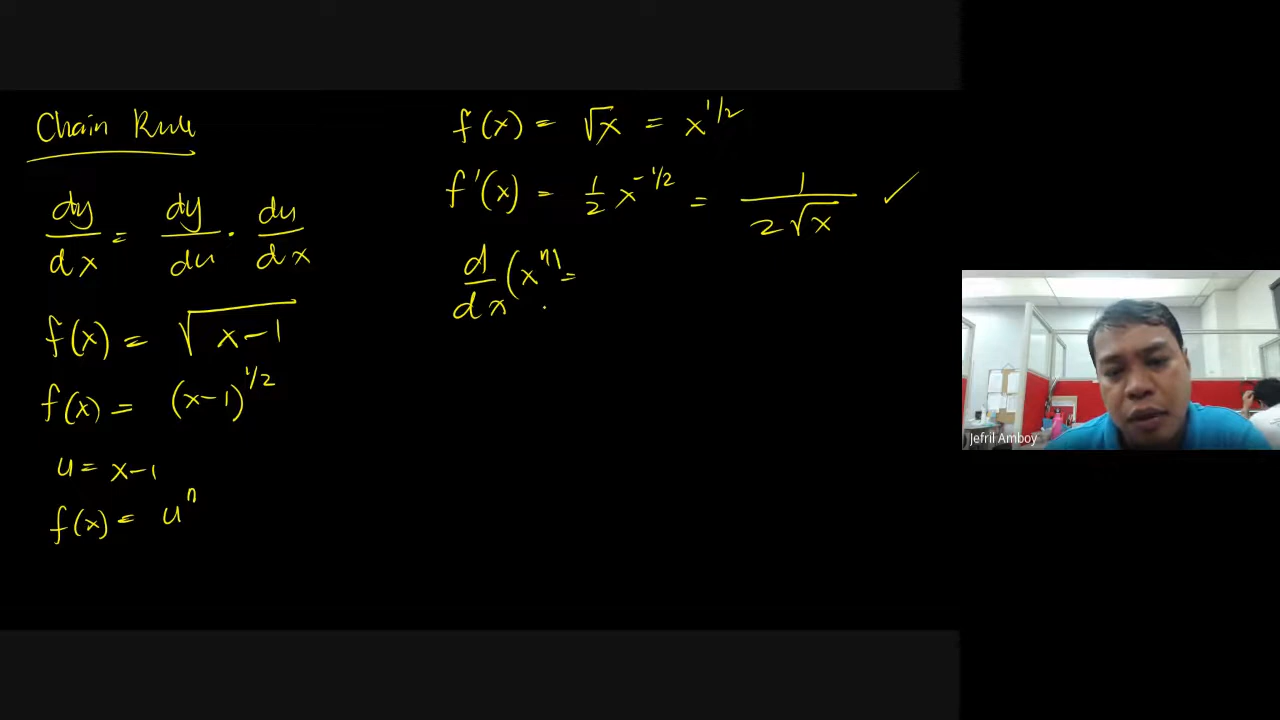 Chain Rule
dy/dx = dy/du · du/dx
f(x) = √(x-1)
f(x) = (x-1)^1/2
u = x-1
f(x) = u^n
f(x) = √x = x^1/2
f'(x) = 1/2 x^-1/2 = 1/(2√x) ✓
d/dx (x^n) =
Jefril Amboy